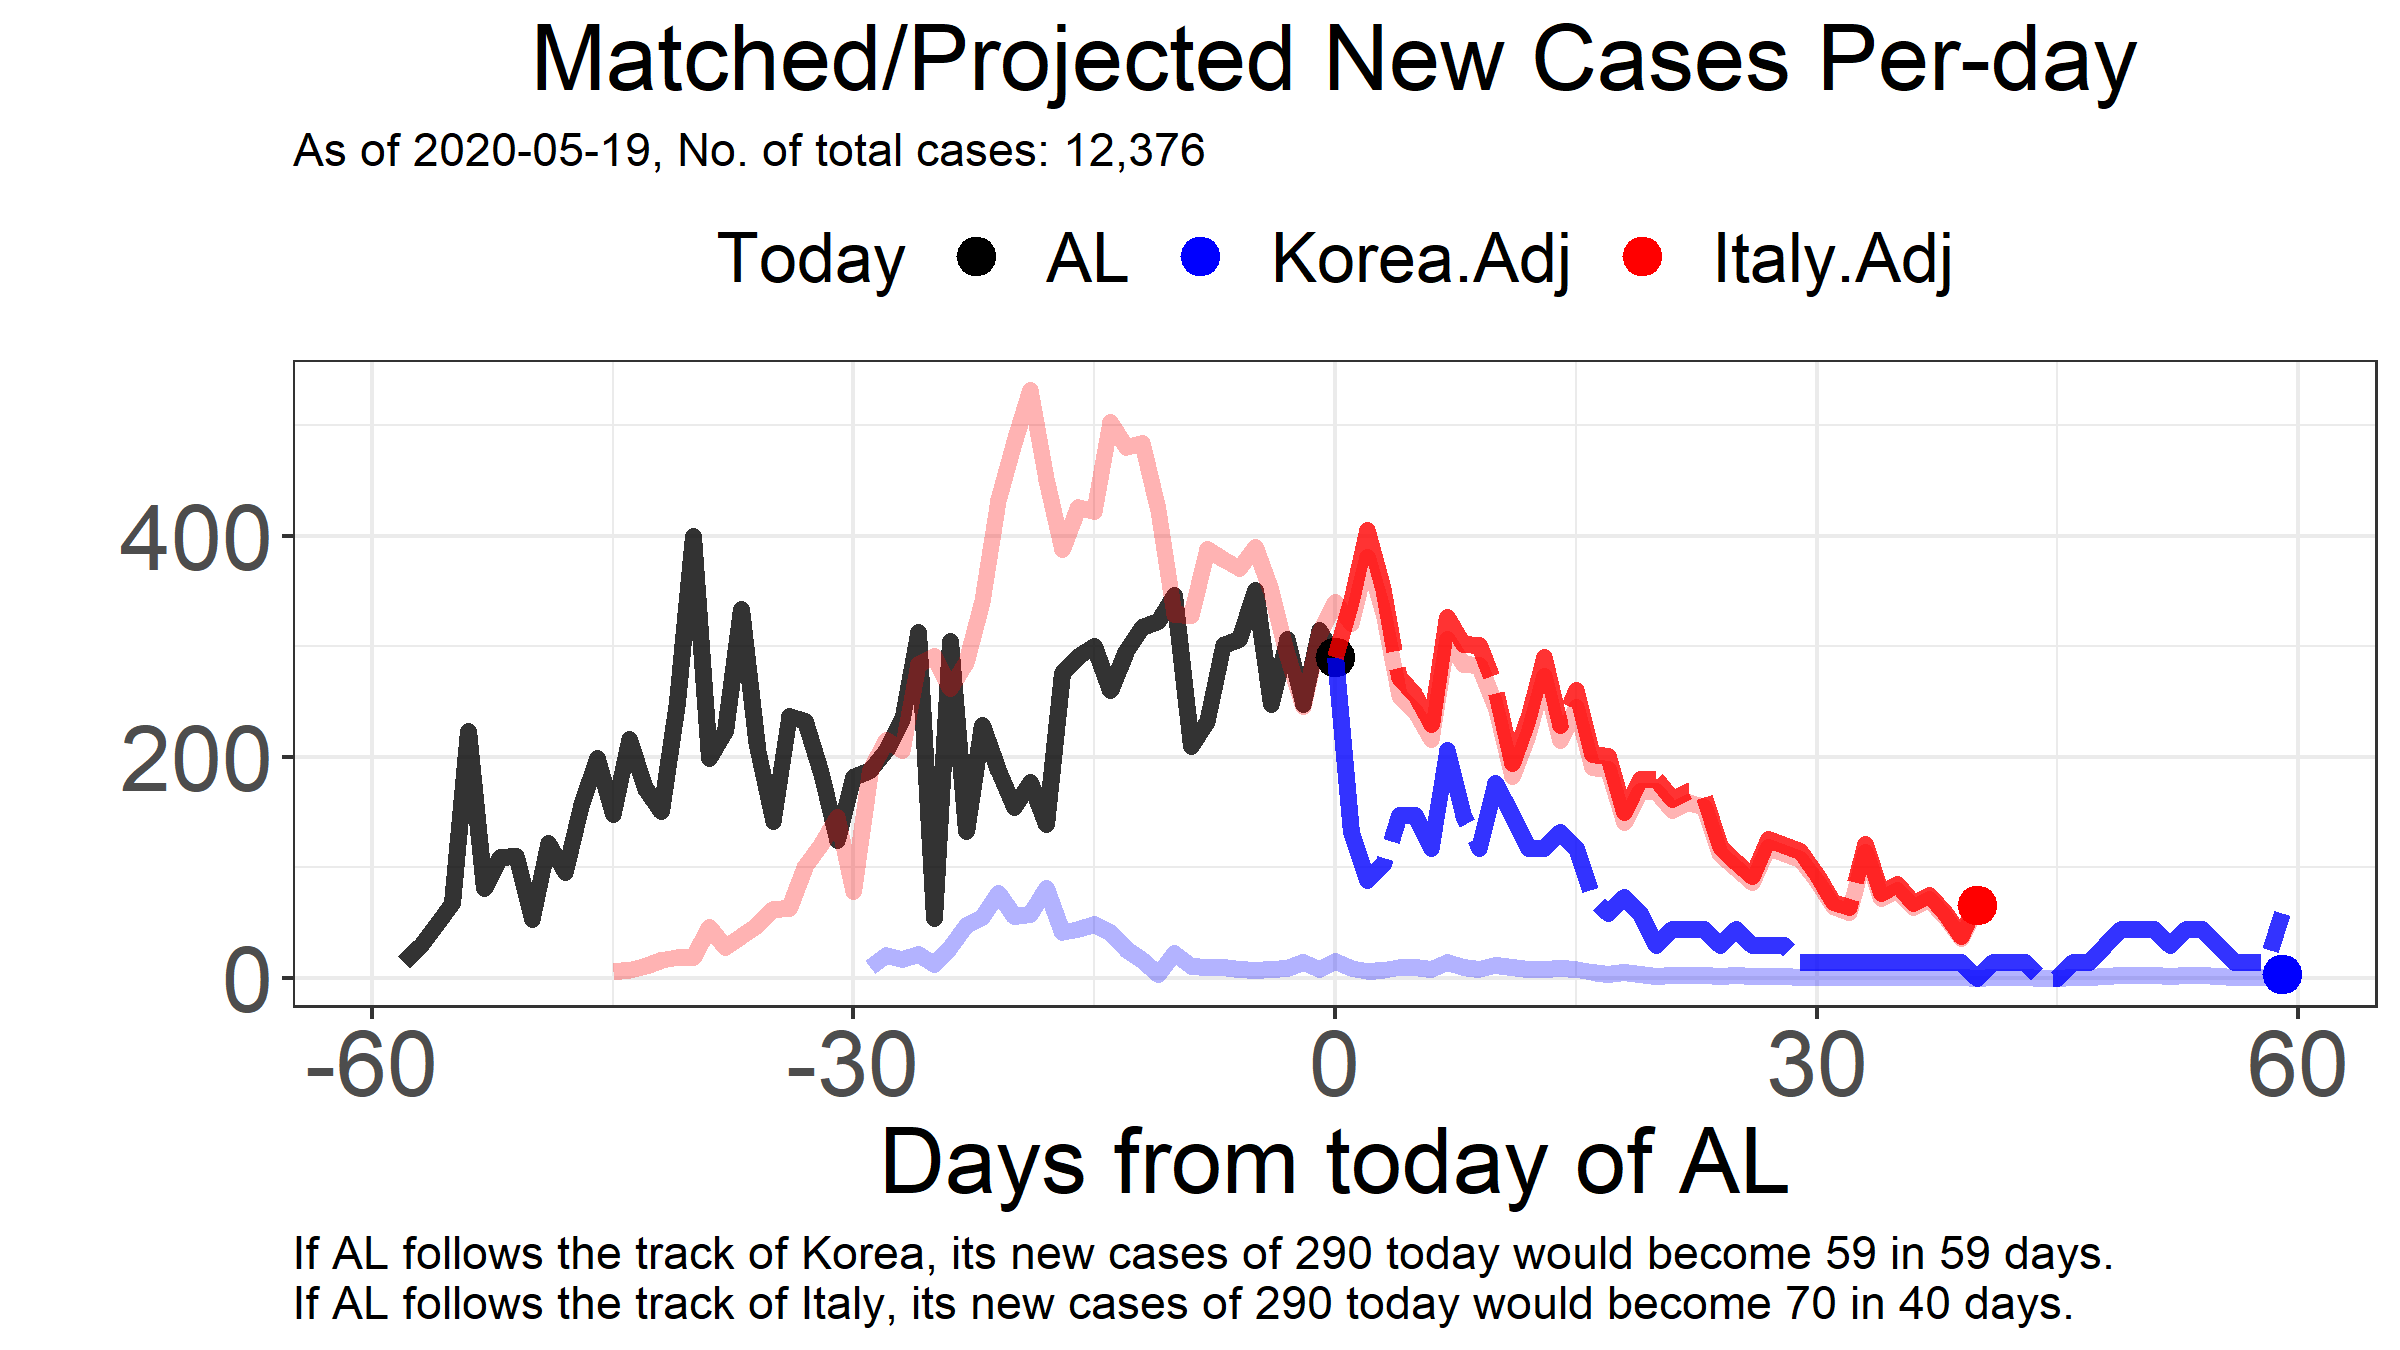 Matched/Projected New Cases Per-day
As of 2020-05-19, No. of total cases: 12,376
Today AL Korea.Adj Italy.Adj
400
200
0
-60 -30 0 30 60
Days from today of AL
If AL follows the track of Korea, its new cases of 290 today would become 59 in 59 days.
If AL follows the track of Italy, its new cases of 290 today would become 70 in 40 days.